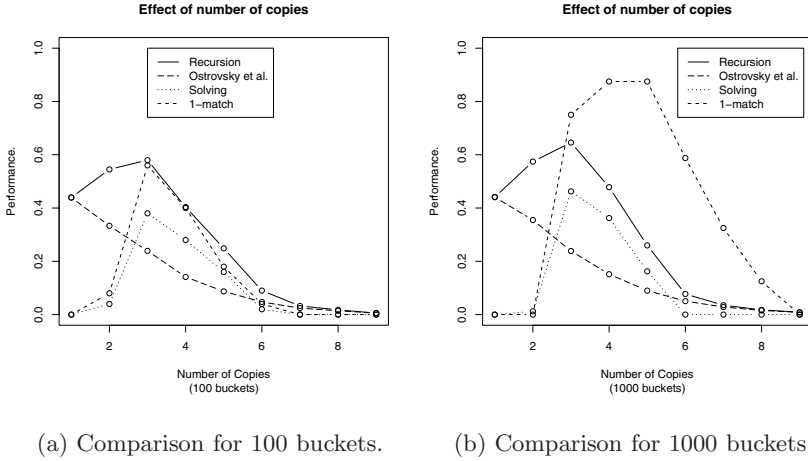 Effect of number of copies
1.0
0.8
0.6
0.4
0.2
0.0
Performance.
Recursion
Ostrovsky et al.
Solving
1−match
2 4 6 8
Number of Copies
(100 buckets)
(a) Comparison for 100 buckets.
Effect of number of copies
1.0
0.8
0.6
0.4
0.2
0.0
Performance.
Recursion
Ostrovsky et al.
Solving
1−match
2 4 6 8
Number of Copies
(1000 buckets)
(b) Comparison for 1000 buckets